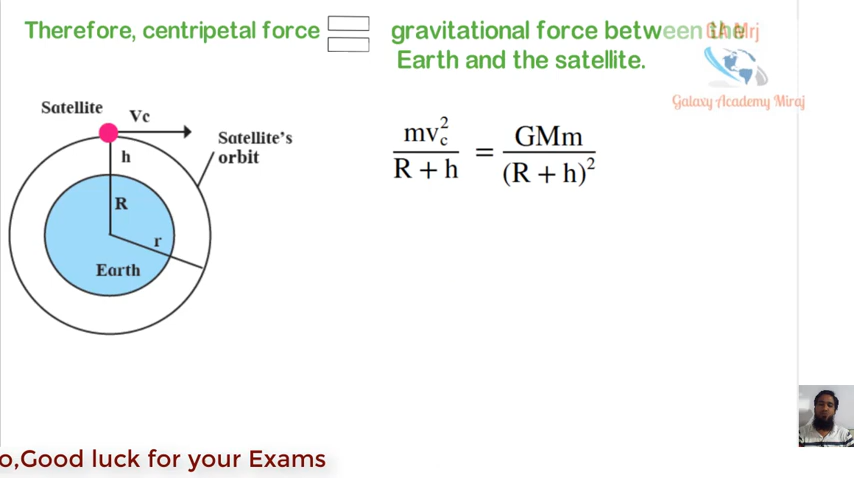 Therefore, centripetal force = gravitational force between the
Earth and the satellite.
Galaxy Academy Miraj
Satellite
Vc
Satellite's
orbit
h
R
r
Earth
mv_c^2 / (R + h) = GMm / (R + h)^2
o,Good luck for your Exams